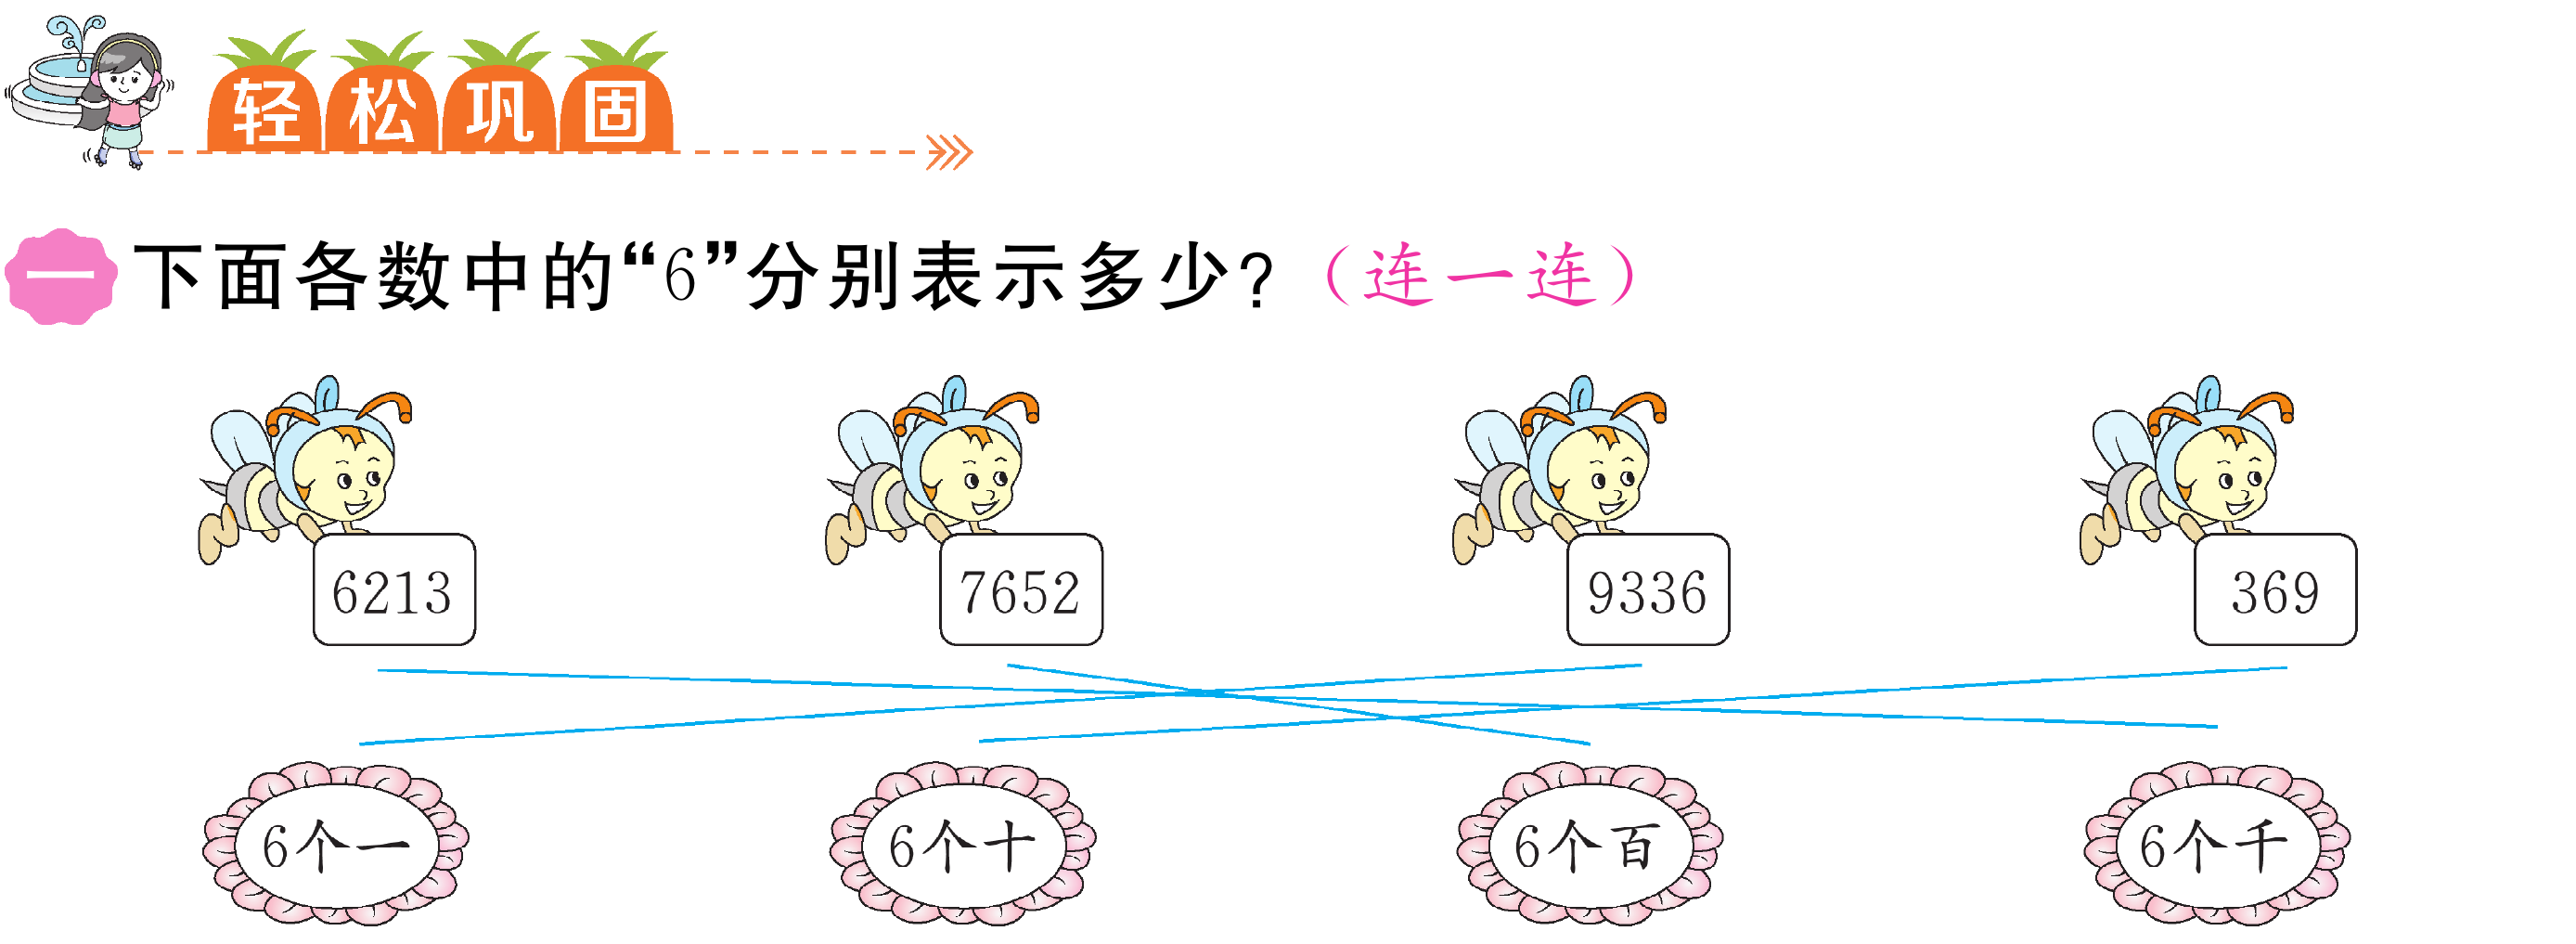 轻松巩固
一 下面各数中的“6”分别表示多少?(连一连)
6213 7652 9336 369
6个一 6个十 6个百 6个千